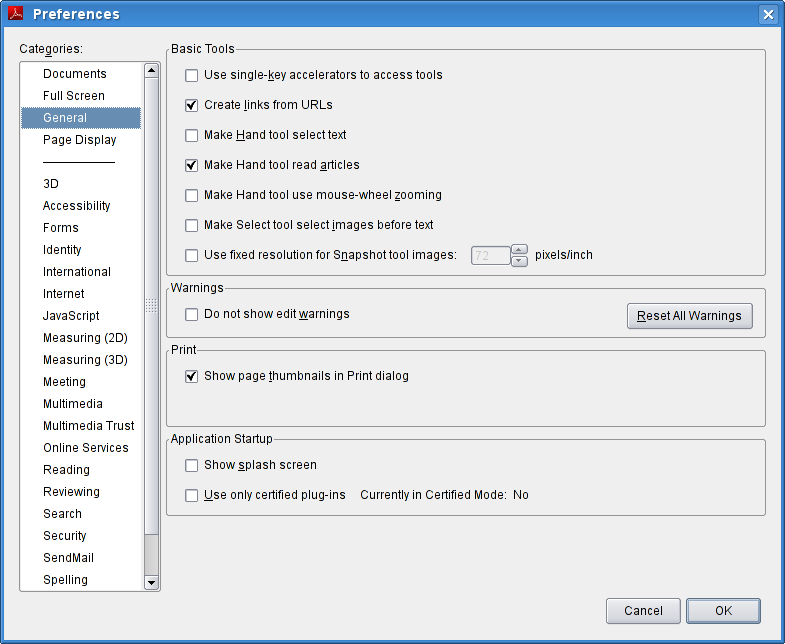 Preferences
Categories:
Documents
Full Screen
General
Page Display
3D
Accessibility
Forms
Identity
International
Internet
JavaScript
Measuring (2D)
Measuring (3D)
Meeting
Multimedia
Multimedia Trust
Online Services
Reading
Reviewing
Search
Security
SendMail
Spelling
Basic Tools
Use single-key accelerators to access tools
Create links from URLs
Make Hand tool select text
Make Hand tool read articles
Make Hand tool use mouse-wheel zooming
Make Select tool select images before text
Use fixed resolution for Snapshot tool images: 72 pixels/inch
Warnings
Do not show edit warnings Reset All Warnings
Print
Show page thumbnails in Print dialog
Application Startup
Show splash screen
Use only certified plug-ins Currently in Certified Mode: No
Cancel OK